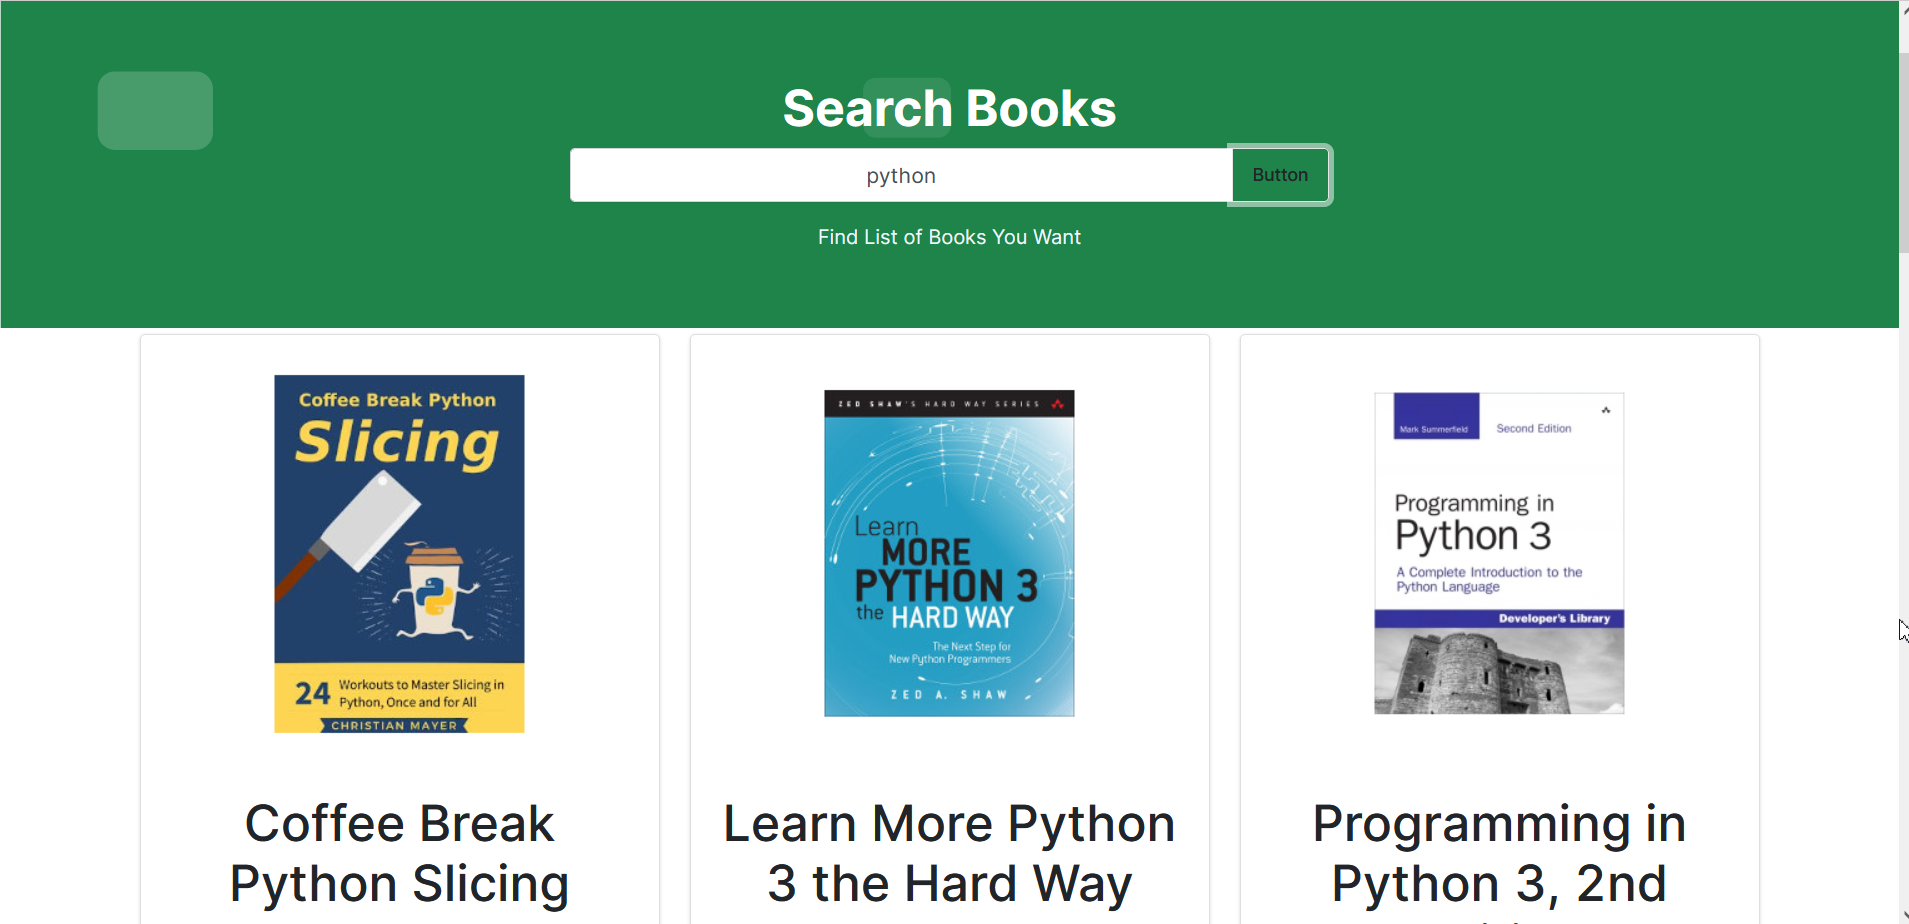 Search Books
python
Button
Find List of Books You Want
Coffee Break Python
Slicing
24
Workouts to Master Slicing in
Python, Once and for All
CHRISTIAN MAYER
ZED SHAW'S HARD WAY SERIES
Learn
MORE
PYTHON 3
the HARD WAY
The Next Step for
New Python Programmers
ZED A. SHAW
Mark Summerfield
Second Edition
Programming in
Python 3
A Complete Introduction to the
Python Language
Developer's Library
Coffee Break
Python Slicing
Learn More Python
3 the Hard Way
Programming in
Python 3, 2nd